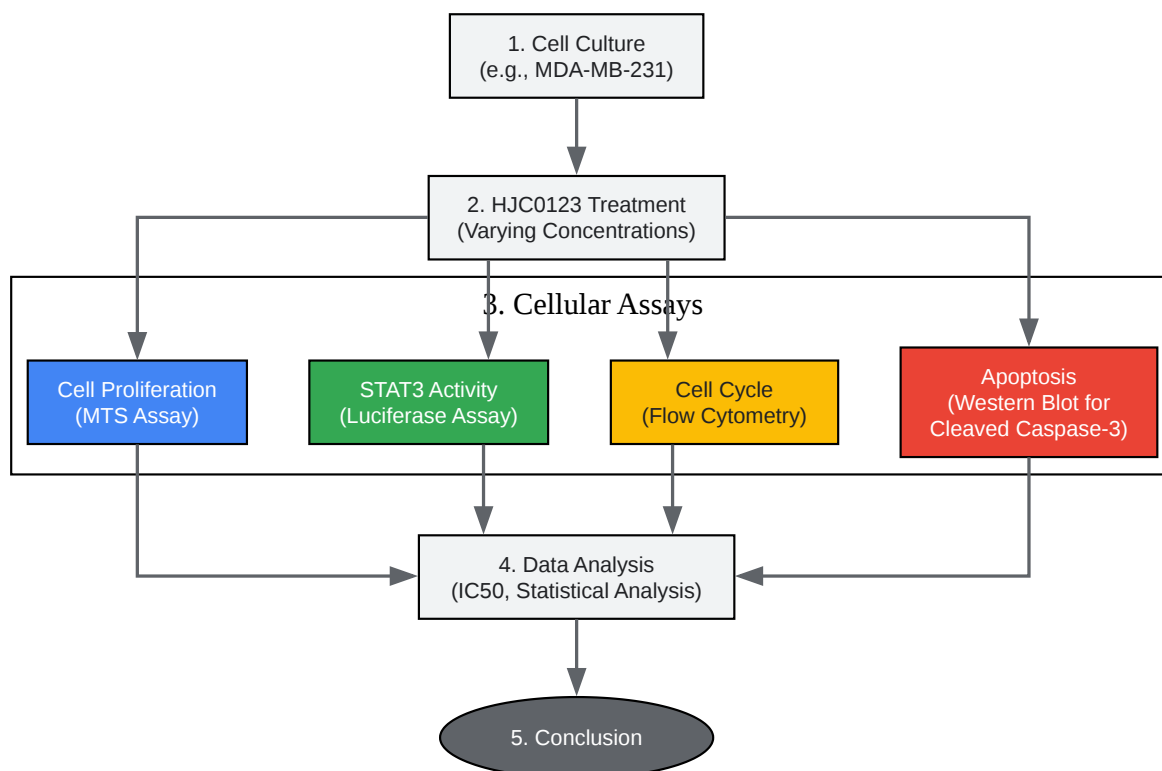 1. Cell Culture
(e.g., MDA-MB-231)
2. HJC0123 Treatment
(Varying Concentrations)
3. Cellular Assays
Cell Proliferation
(MTS Assay)
STAT3 Activity
(Luciferase Assay)
Cell Cycle
(Flow Cytometry)
Apoptosis
(Western Blot for
Cleaved Caspase-3)
4. Data Analysis
(IC50, Statistical Analysis)
5. Conclusion